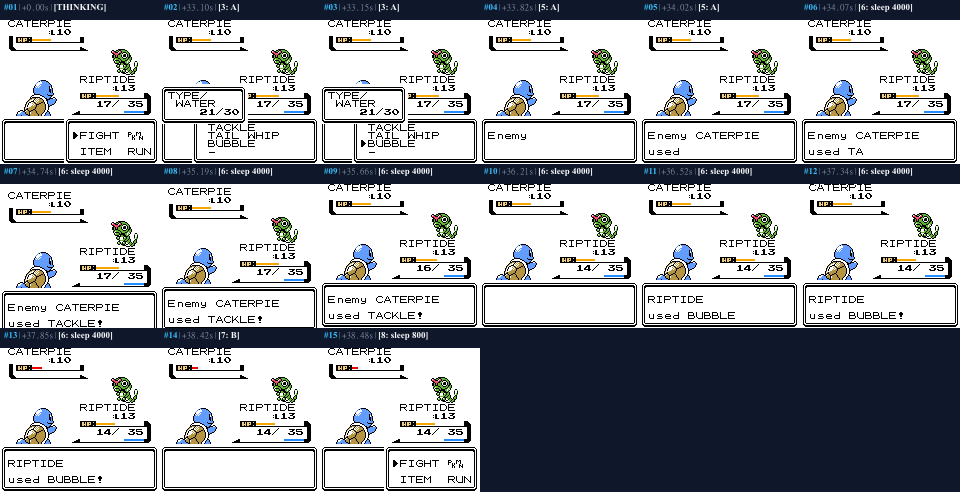 #01|+0.00s| [THINKING]
CATERPIE
:L10
HP:
RIPTIDE
:L13
HP:
17/ 35
▶FIGHT PKMN
ITEM RUN
#02|+33.10s| [3: A]
CATERPIE
:L10
HP:
RIPTIDE
:L13
TYPE/
WATER
21/30
17/ 35
TACKLE
TAIL WHIP
BUBBLE
-
#03|+33.15s| [3: A]
CATERPIE
:L10
HP:
RIPTIDE
:L13
TYPE/
WATER
21/30
17/ 35
TACKLE
TAIL WHIP
▶BUBBLE
-
#04|+33.82s| [5: A]
CATERPIE
:L10
HP:
RIPTIDE
:L13
HP:
17/ 35
Enemy
#05|+34.02s| [5: A]
CATERPIE
:L10
HP:
RIPTIDE
:L13
HP:
17/ 35
Enemy CATERPIE
used
#06|+34.07s| [6: sleep 4000]
CATERPIE
:L10
HP:
RIPTIDE
:L13
HP:
17/ 35
Enemy CATERPIE
used TA
#07|+34.74s| [6: sleep 4000]
CATERPIE
:L10
HP:
RIPTIDE
:L13
HP:
17/ 35
Enemy CATERPIE
used TACKLE!
#08|+35.19s| [6: sleep 4000]
CATERPIE
:L10
HP:
RIPTIDE
:L13
HP:
17/ 35
Enemy CATERPIE
used TACKLE!
#09|+35.66s| [6: sleep 4000]
CATERPIE
:L10
HP:
RIPTIDE
:L13
HP:
16/ 35
Enemy CATERPIE
used TACKLE!
#10|+36.21s| [6: sleep 4000]
CATERPIE
:L10
HP:
RIPTIDE
:L13
HP:
14/ 35
#11|+36.52s| [6: sleep 4000]
CATERPIE
:L10
HP:
RIPTIDE
:L13
HP:
14/ 35
RIPTIDE
used BUBBLE
#12|+37.34s| [6: sleep 4000]
CATERPIE
:L10
HP:
RIPTIDE
:L13
HP:
14/ 35
RIPTIDE
used BUBBLE!
#13|+37.85s| [6: sleep 4000]
CATERPIE
:L10
HP:
RIPTIDE
:L13
HP:
14/ 35
RIPTIDE
used BUBBLE!
#14|+38.42s| [7: B]
CATERPIE
:L10
HP:
RIPTIDE
:L13
HP:
14/ 35
#15|+38.48s| [8: sleep 800]
CATERPIE
:L10
HP:
RIPTIDE
:L13
HP:
14/ 35
▶FIGHT PKMN
ITEM RUN